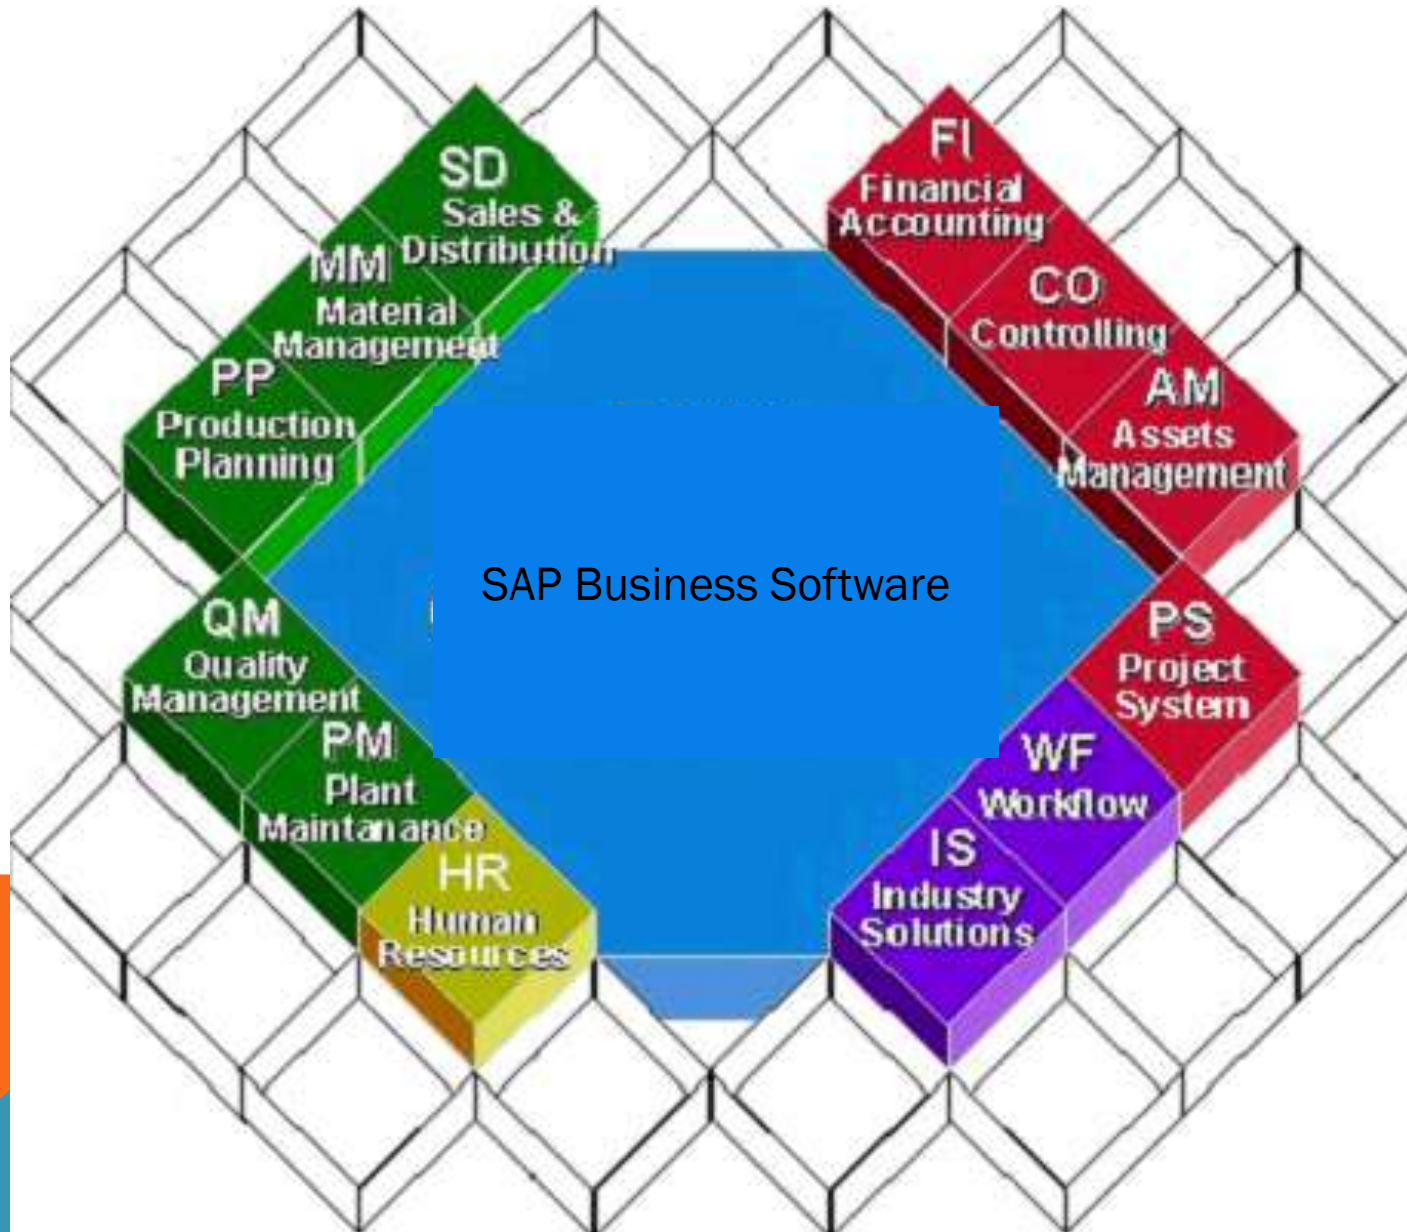 SD
Sales &
Distribution
MM
Material
Management
PP
Production
Planning
FI
Financial
Accounting
CO
Controlling
AM
Assets
Management
SAP Business Software
QM
Quality
Management
PM
Plant
Maintanance
HR
Human
Resources
PS
Project
System
WF
Workflow
IS
Industry
Solutions